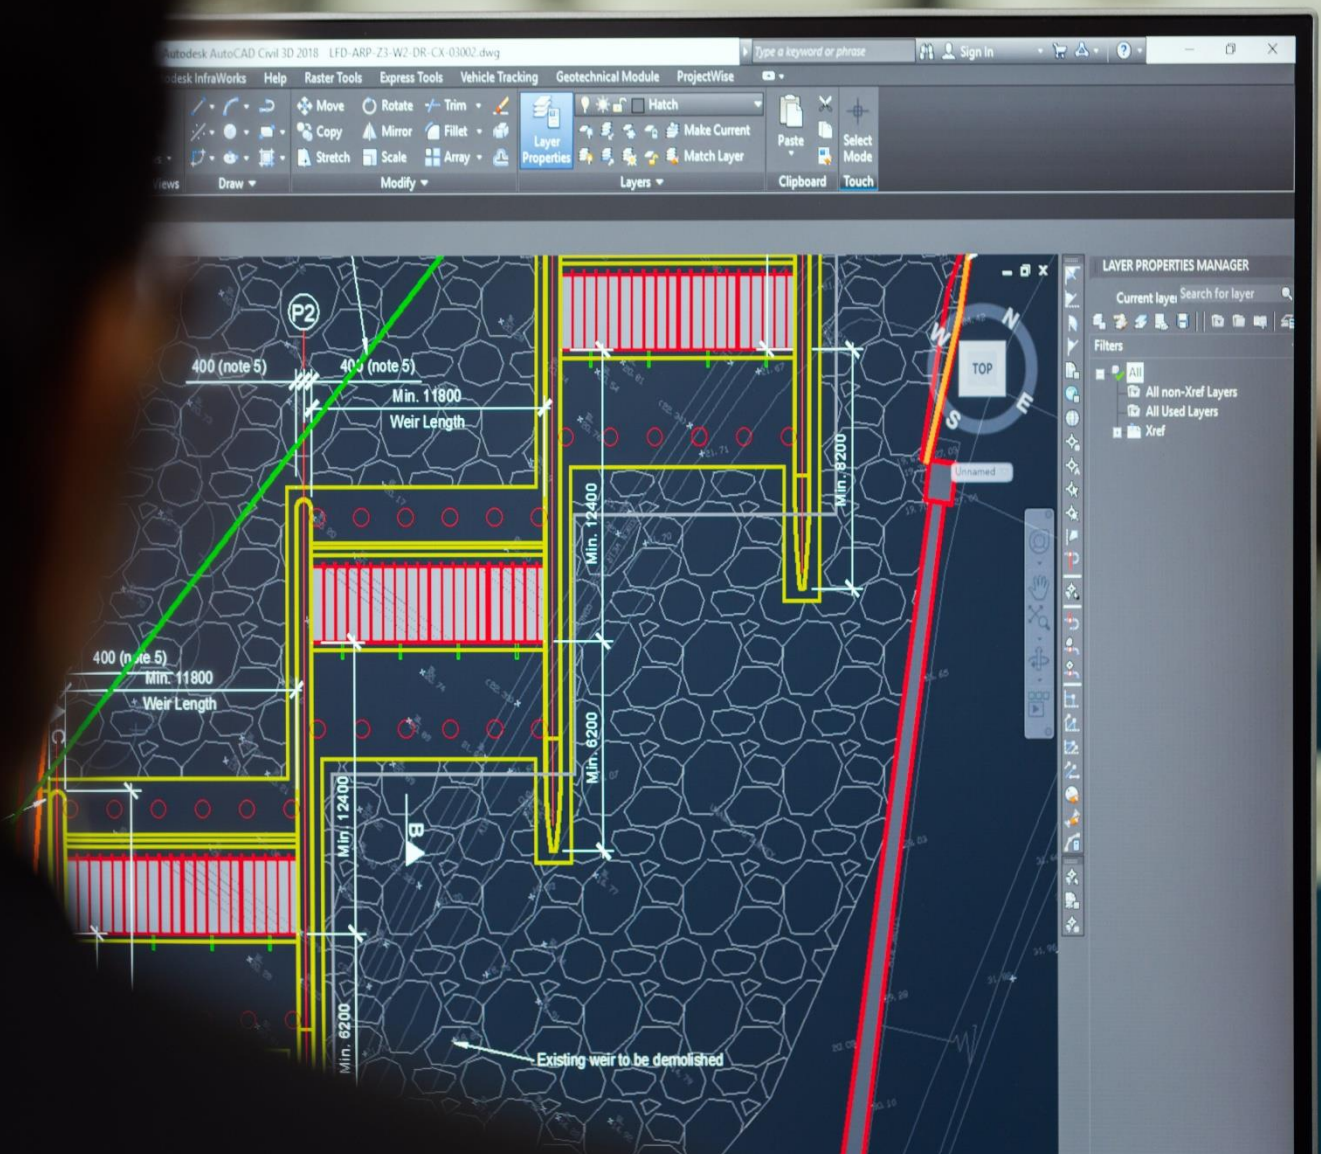 Autodesk AutoCAD Civil 3D 2018 LFD-ARP-Z3-W2-DR-CX-03002.dwg
Type a keyword or phrase
Sign In
InfraWorks Help Raster Tools Express Tools Vehicle Tracking Geotechnical Module ProjectWise
Move Rotate Trim
Hatch
Copy Mirror Fillet
Make Current
Stretch Scale Array
Match Layer
Layer
Properties
Paste
Select
Mode
Draw
Modify
Layers
Clipboard
Touch
LAYER PROPERTIES MANAGER
Current layer
Search for layer
Filters
All
All non-Xref Layers
All Used Layers
Xref
N
W
TOP
E
S
Unnamed
P2
400 (note 5)
400 (note 5)
Min. 11800
Weir Length
Min. 8200
Min. 12400
400 (note 5)
Min. 11800
Weir Length
Min. 6200
C
Min. 12400
B
Min. 6200
Existing weir to be demolished